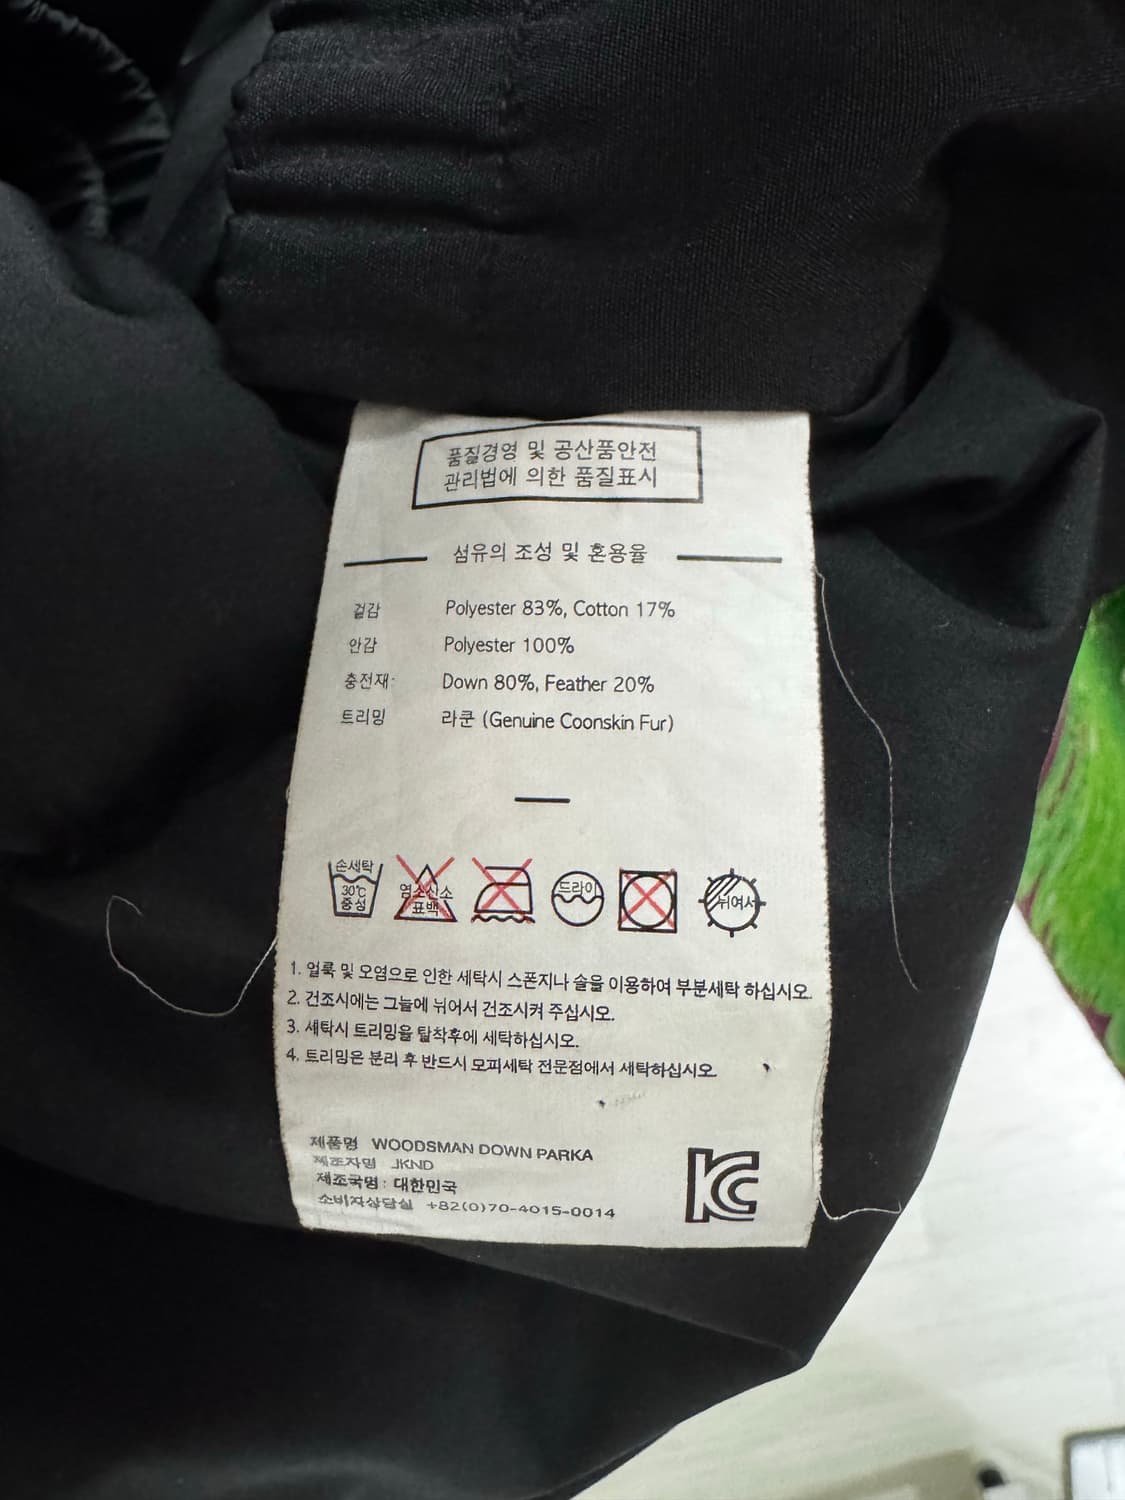 품질경영 및 공산품안전
관리법에 의한 품질표시
섬유의 조성 및 혼용율
겉감 Polyester 83%, Cotton 17%
안감 Polyester 100%
충전재: Down 80%, Feather 20%
트리밍 라쿤 (Genuine Coonskin Fur)
손세탁
30℃
중성
염소산소
표백
드라이
뉘여서
1. 얼룩 및 오염으로 인한 세탁시 스폰지나 솔을 이용하여 부분세탁 하십시오.
2. 건조시에는 그늘에 뉘어서 건조시켜 주십시오.
3. 세탁시 트리밍을 탈착후에 세탁하십시오.
4. 트리밍은 분리 후 반드시 모피세탁 전문점에서 세탁하십시오.
제품명 WOODSMAN DOWN PARKA
제조자명 JKND
제조국명 : 대한민국
소비자상담실 +82(0)70-4015-0014
KC